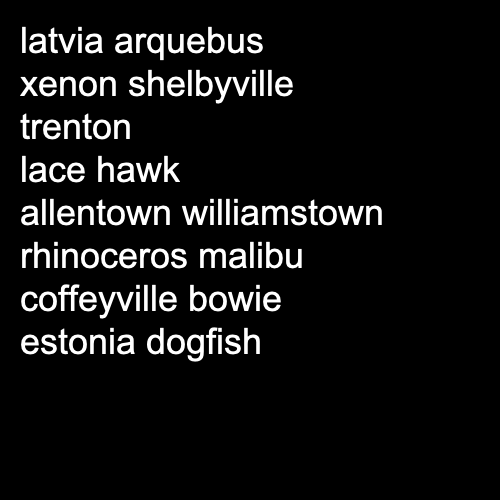 latvia arquebus
xenon shelbyville
trenton
lace hawk
allentown williamstown
rhinoceros malibu
coffeyville bowie
estonia dogfish